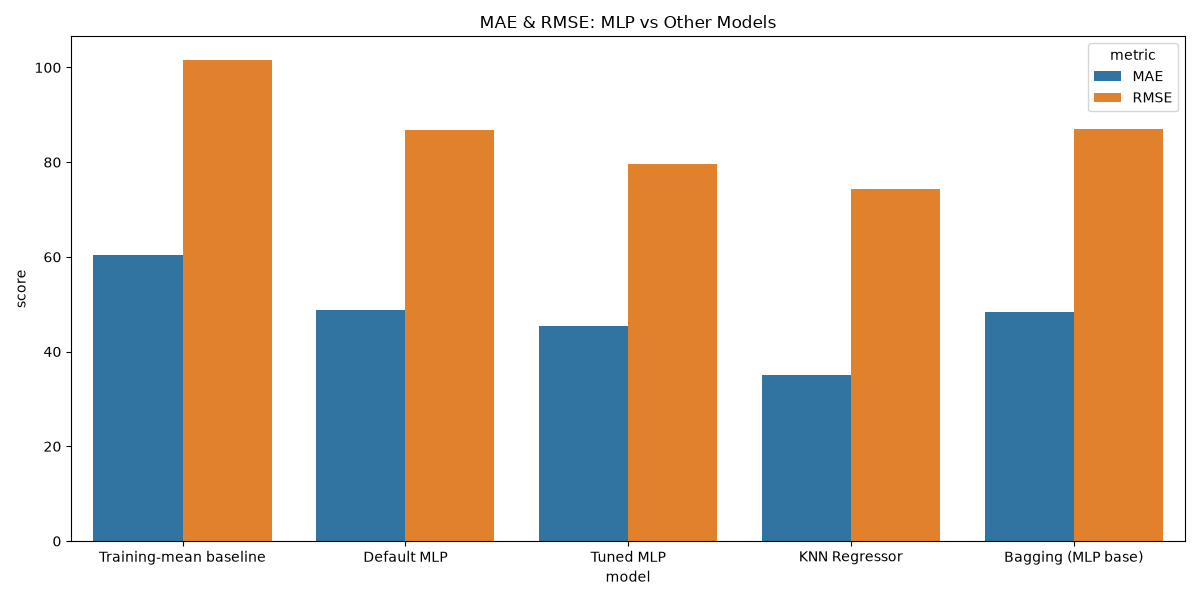 MAE & RMSE: MLP vs Other Models
metric
MAE
RMSE
score
100
80
60
40
20
0
Training-mean baseline
Default MLP
Tuned MLP
KNN Regressor
Bagging (MLP base)
model